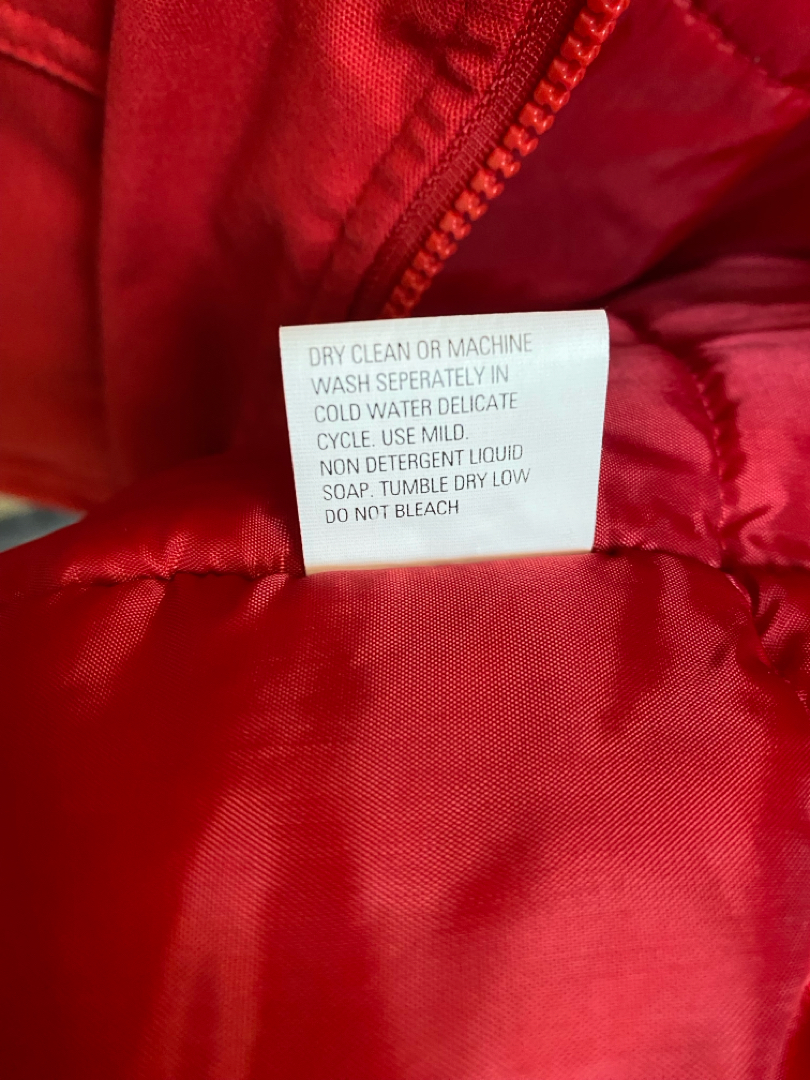 DRY CLEAN OR MACHINE
WASH SEPERATELY IN
COLD WATER DELICATE
CYCLE. USE MILD.
NON DETERGENT LIQUID
SOAP. TUMBLE DRY LOW
DO NOT BLEACH